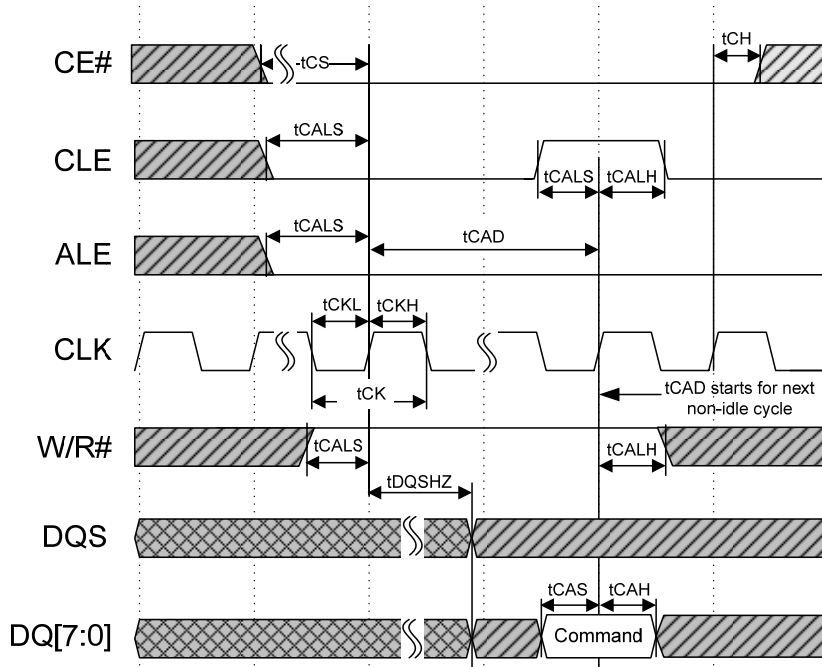 tCH
CE#
tCS
tCALS
CLE
tCALS
tCALH
tCALS
ALE
tCAD
tCKL
tCKH
CLK
tCK
tCAD starts for next
non-idle cycle
W/R#
tCALS
tCALH
tDQSHZ
DQS
tCAS
tCAH
DQ[7:0]
Command